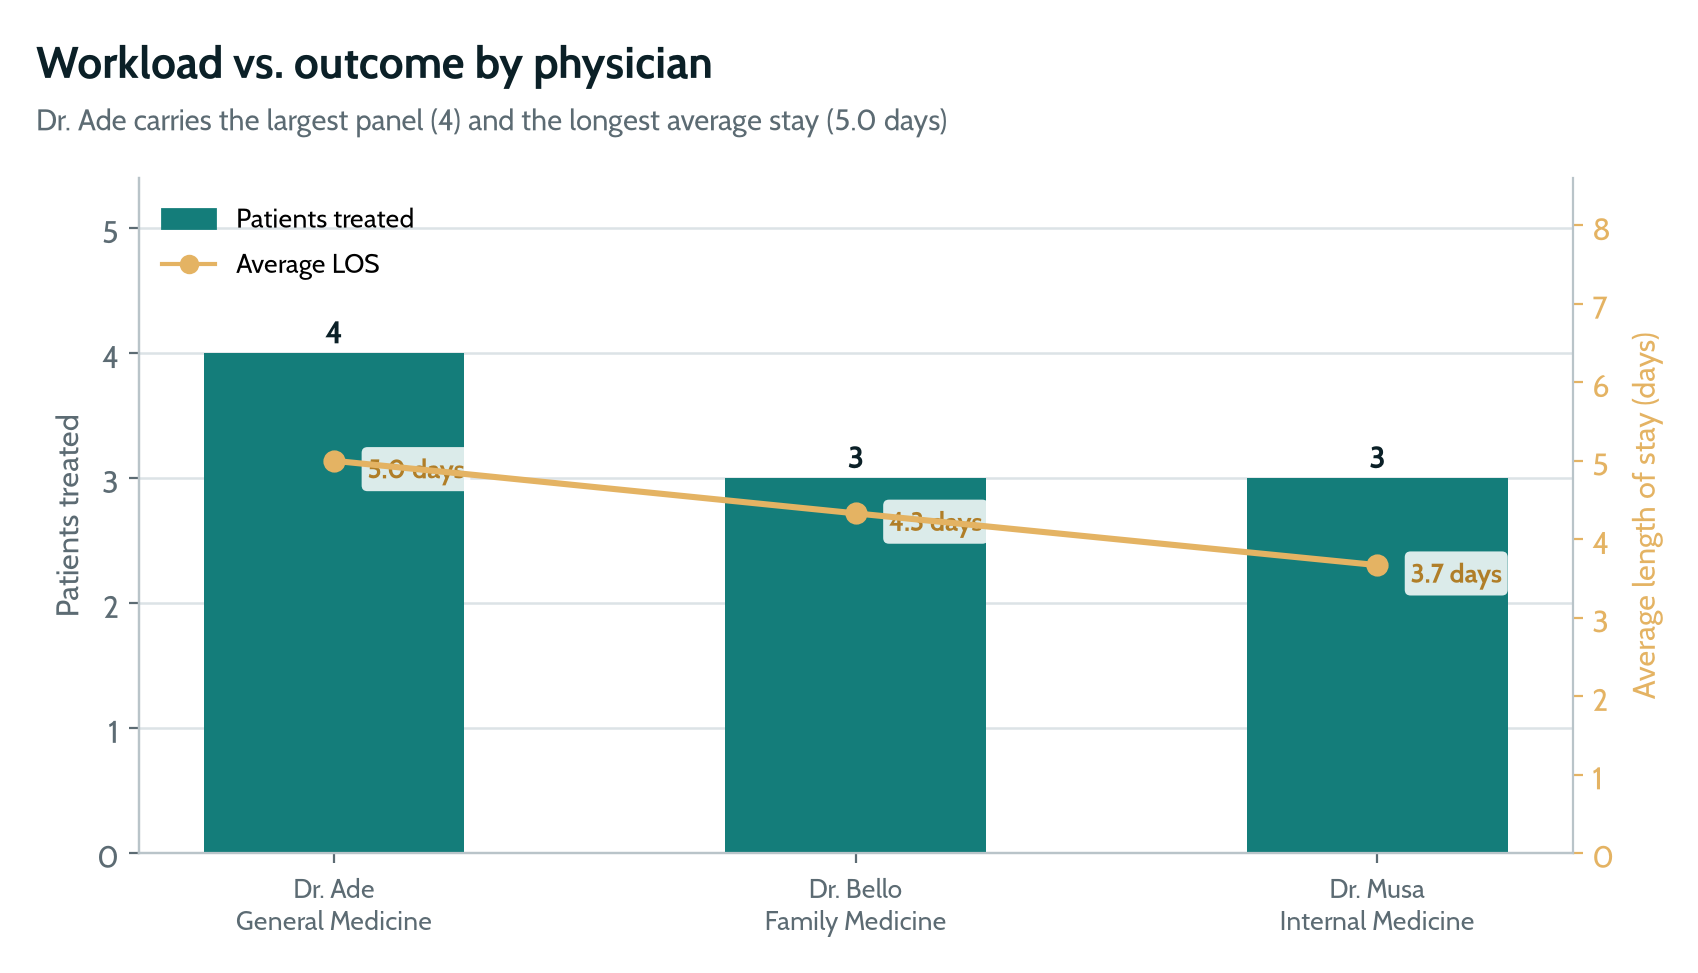 Workload vs. outcome by physician
Dr. Ade carries the largest panel (4) and the longest average stay (5.0 days)
Patients treated
Average LOS
5
4
3
2
1
0
Patients treated
4
3
3
5.0 days
4.3 days
3.7 days
8
7
6
5
4
3
2
1
0
Average length of stay (days)
Dr. Ade
General Medicine
Dr. Bello
Family Medicine
Dr. Musa
Internal Medicine